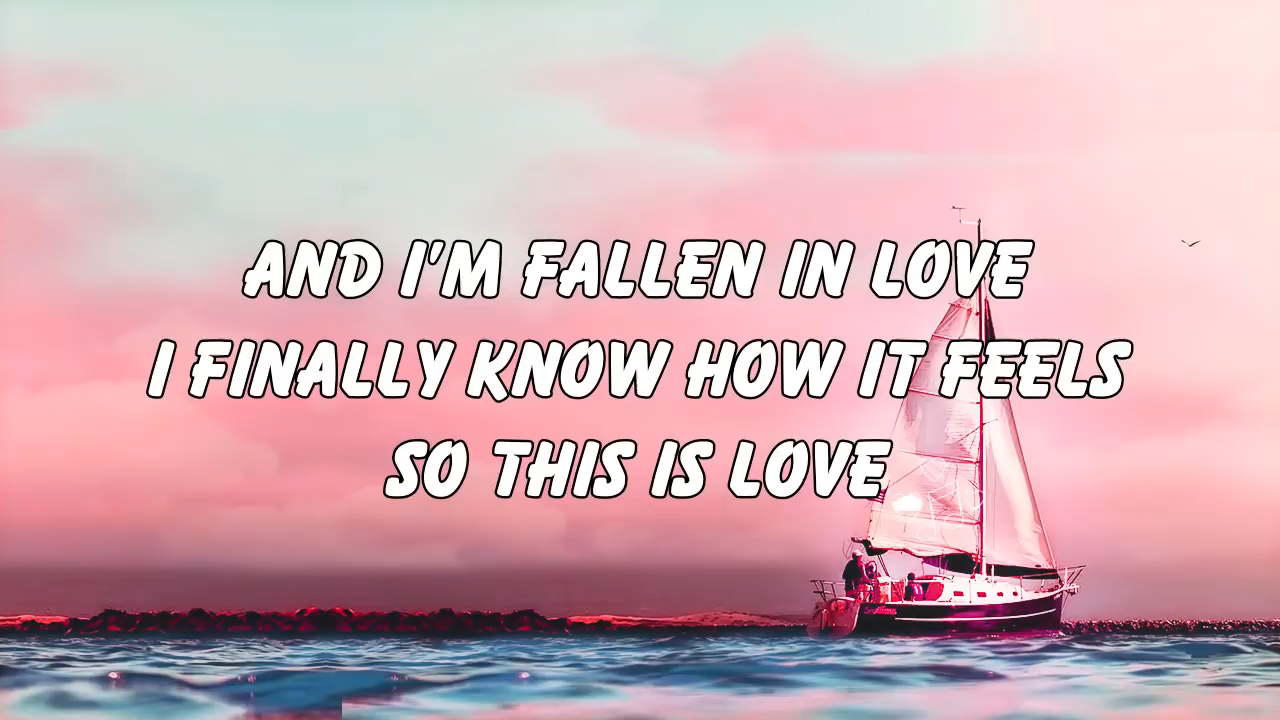 AND I'M FALLEN IN LOVE
I FINALLY KNOW HOW IT FEELS
SO THIS IS LOVE